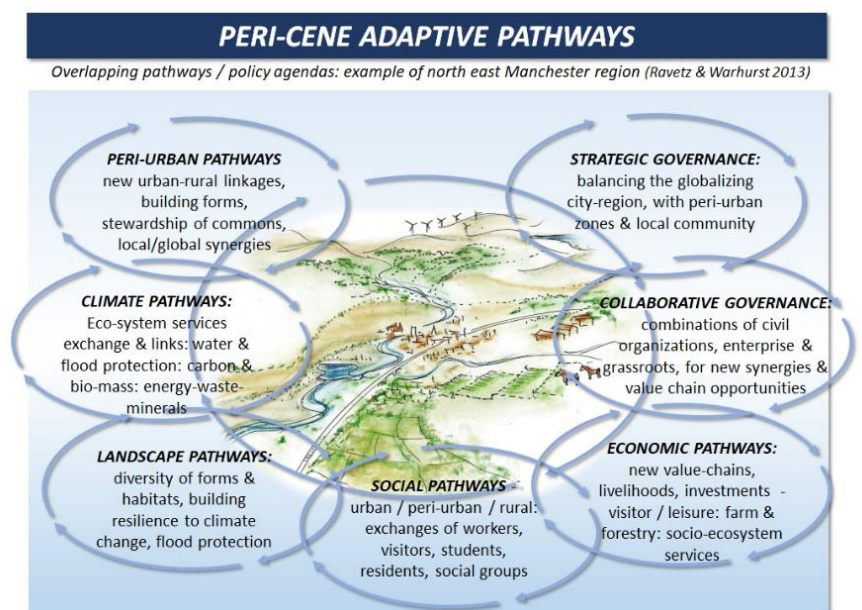 PERI-CENE ADAPTIVE PATHWAYS
Overlapping pathways / policy agendas: example of north east Manchester region (Ravetz & Warhurst 2013)
PERI-URBAN PATHWAYS
new urban-rural linkages,
building forms,
stewardship of commons,
local/global synergies
STRATEGIC GOVERNANCE:
balancing the globalizing
city-region, with peri-urban
zones & local community
CLIMATE PATHWAYS:
Eco-system services
exchange & links: water &
flood protection: carbon &
bio-mass: energy-waste-
minerals
COLLABORATIVE GOVERNANCE:
combinations of civil
organizations, enterprise &
grassroots, for new synergies &
value chain opportunities
LANDSCAPE PATHWAYS:
diversity of forms &
habitats, building
resilience to climate
change, flood protection
SOCIAL PATHWAYS -
urban / peri-urban / rural:
exchanges of workers,
visitors, students,
residents, social groups
ECONOMIC PATHWAYS:
new value-chains,
livelihoods, investments -
visitor / leisure: farm &
forestry: socio-ecosystem
services